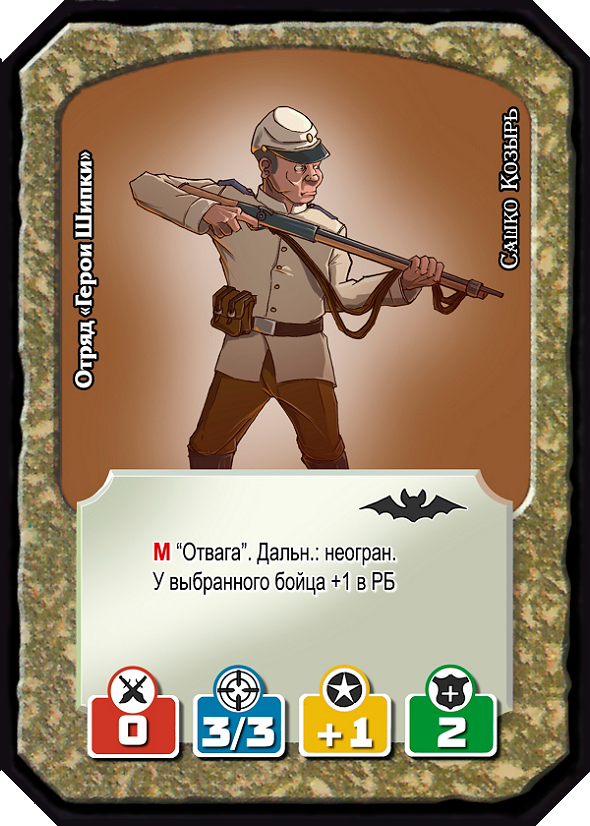 Отряд «Герои Шипки»
Сашко Козырь
М “Отвага”. Дальн.: неогран.
У выбранного бойца +1 в РБ
0
3/3
+1
2